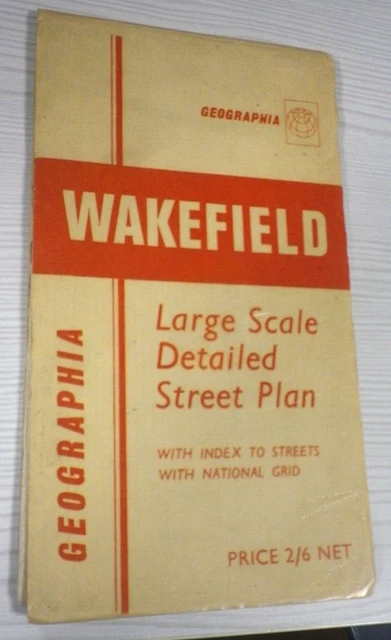 GEOGRAPHIA
WAKEFIELD
Large Scale
Detailed
Street Plan
WITH INDEX TO STREETS
WITH NATIONAL GRID
GEOGRAPHIA
PRICE 2/6 NET